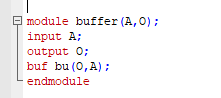 module buffer(A,O);
input A;
output O;
buf bu(O,A);
endmodule